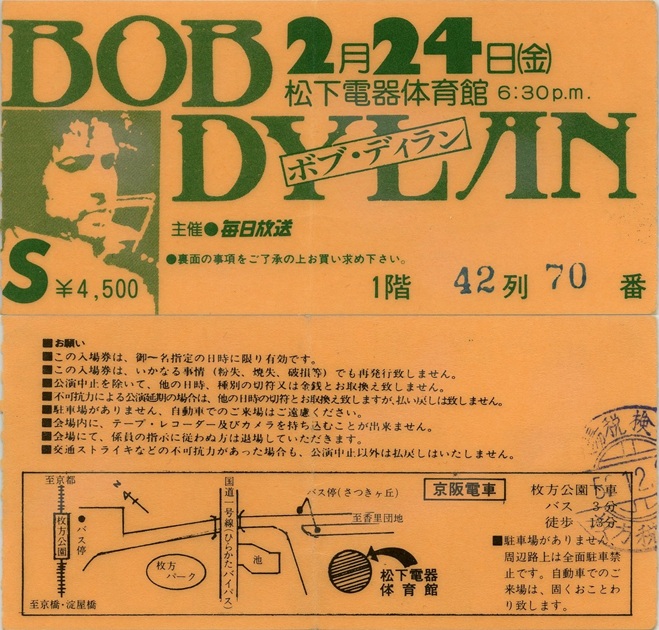 BOB
2月24日(金)
松下電器体育館 6:30p.m.
DYLAN
ボブ・ディラン
主催●毎日放送
●裏面の事項をご了承の上お買い求め下さい。
S ¥4,500
1階 42列 70番
■お願い
■この入場券は、御一名指定の日時に限り有効です。
■この入場券は、いかなる事情（粉失、焼失、破損等）でも再発行致しません。
■公演中止を除いて、他の日時、種別の切符又は金銭とお取換え致しません。
■不可抗力による公演延期の場合は、他の日時の切符とお取換え致しますが、払い戻しは致しません。
■駐車場がありません、自動車でのご来場はご遠慮ください。
■会場内に、テープ・レコーダー及びカメラを持ち込むことが出来ません。
■会場にて、係員の指示に従わぬ方は退場していただきます。
■交通ストライキなどの不可抗力があった場合も、公演中止以外は払戻しはいたしません。
至京都
枚方公園
●バス停
至京橋・淀屋橋
枚方パーク
国道一号線（ひらかたバイパス）
池
バス停（さつきヶ丘）
至香里団地
松下電器
体育館
京阪電車
枚方公園下車
バス 3分
徒歩 13分
■駐車場がありません、
周辺路上は全面駐車禁
止です。自動車でのご
来場は、固くおことわ
り致します。
税検
12.
方税